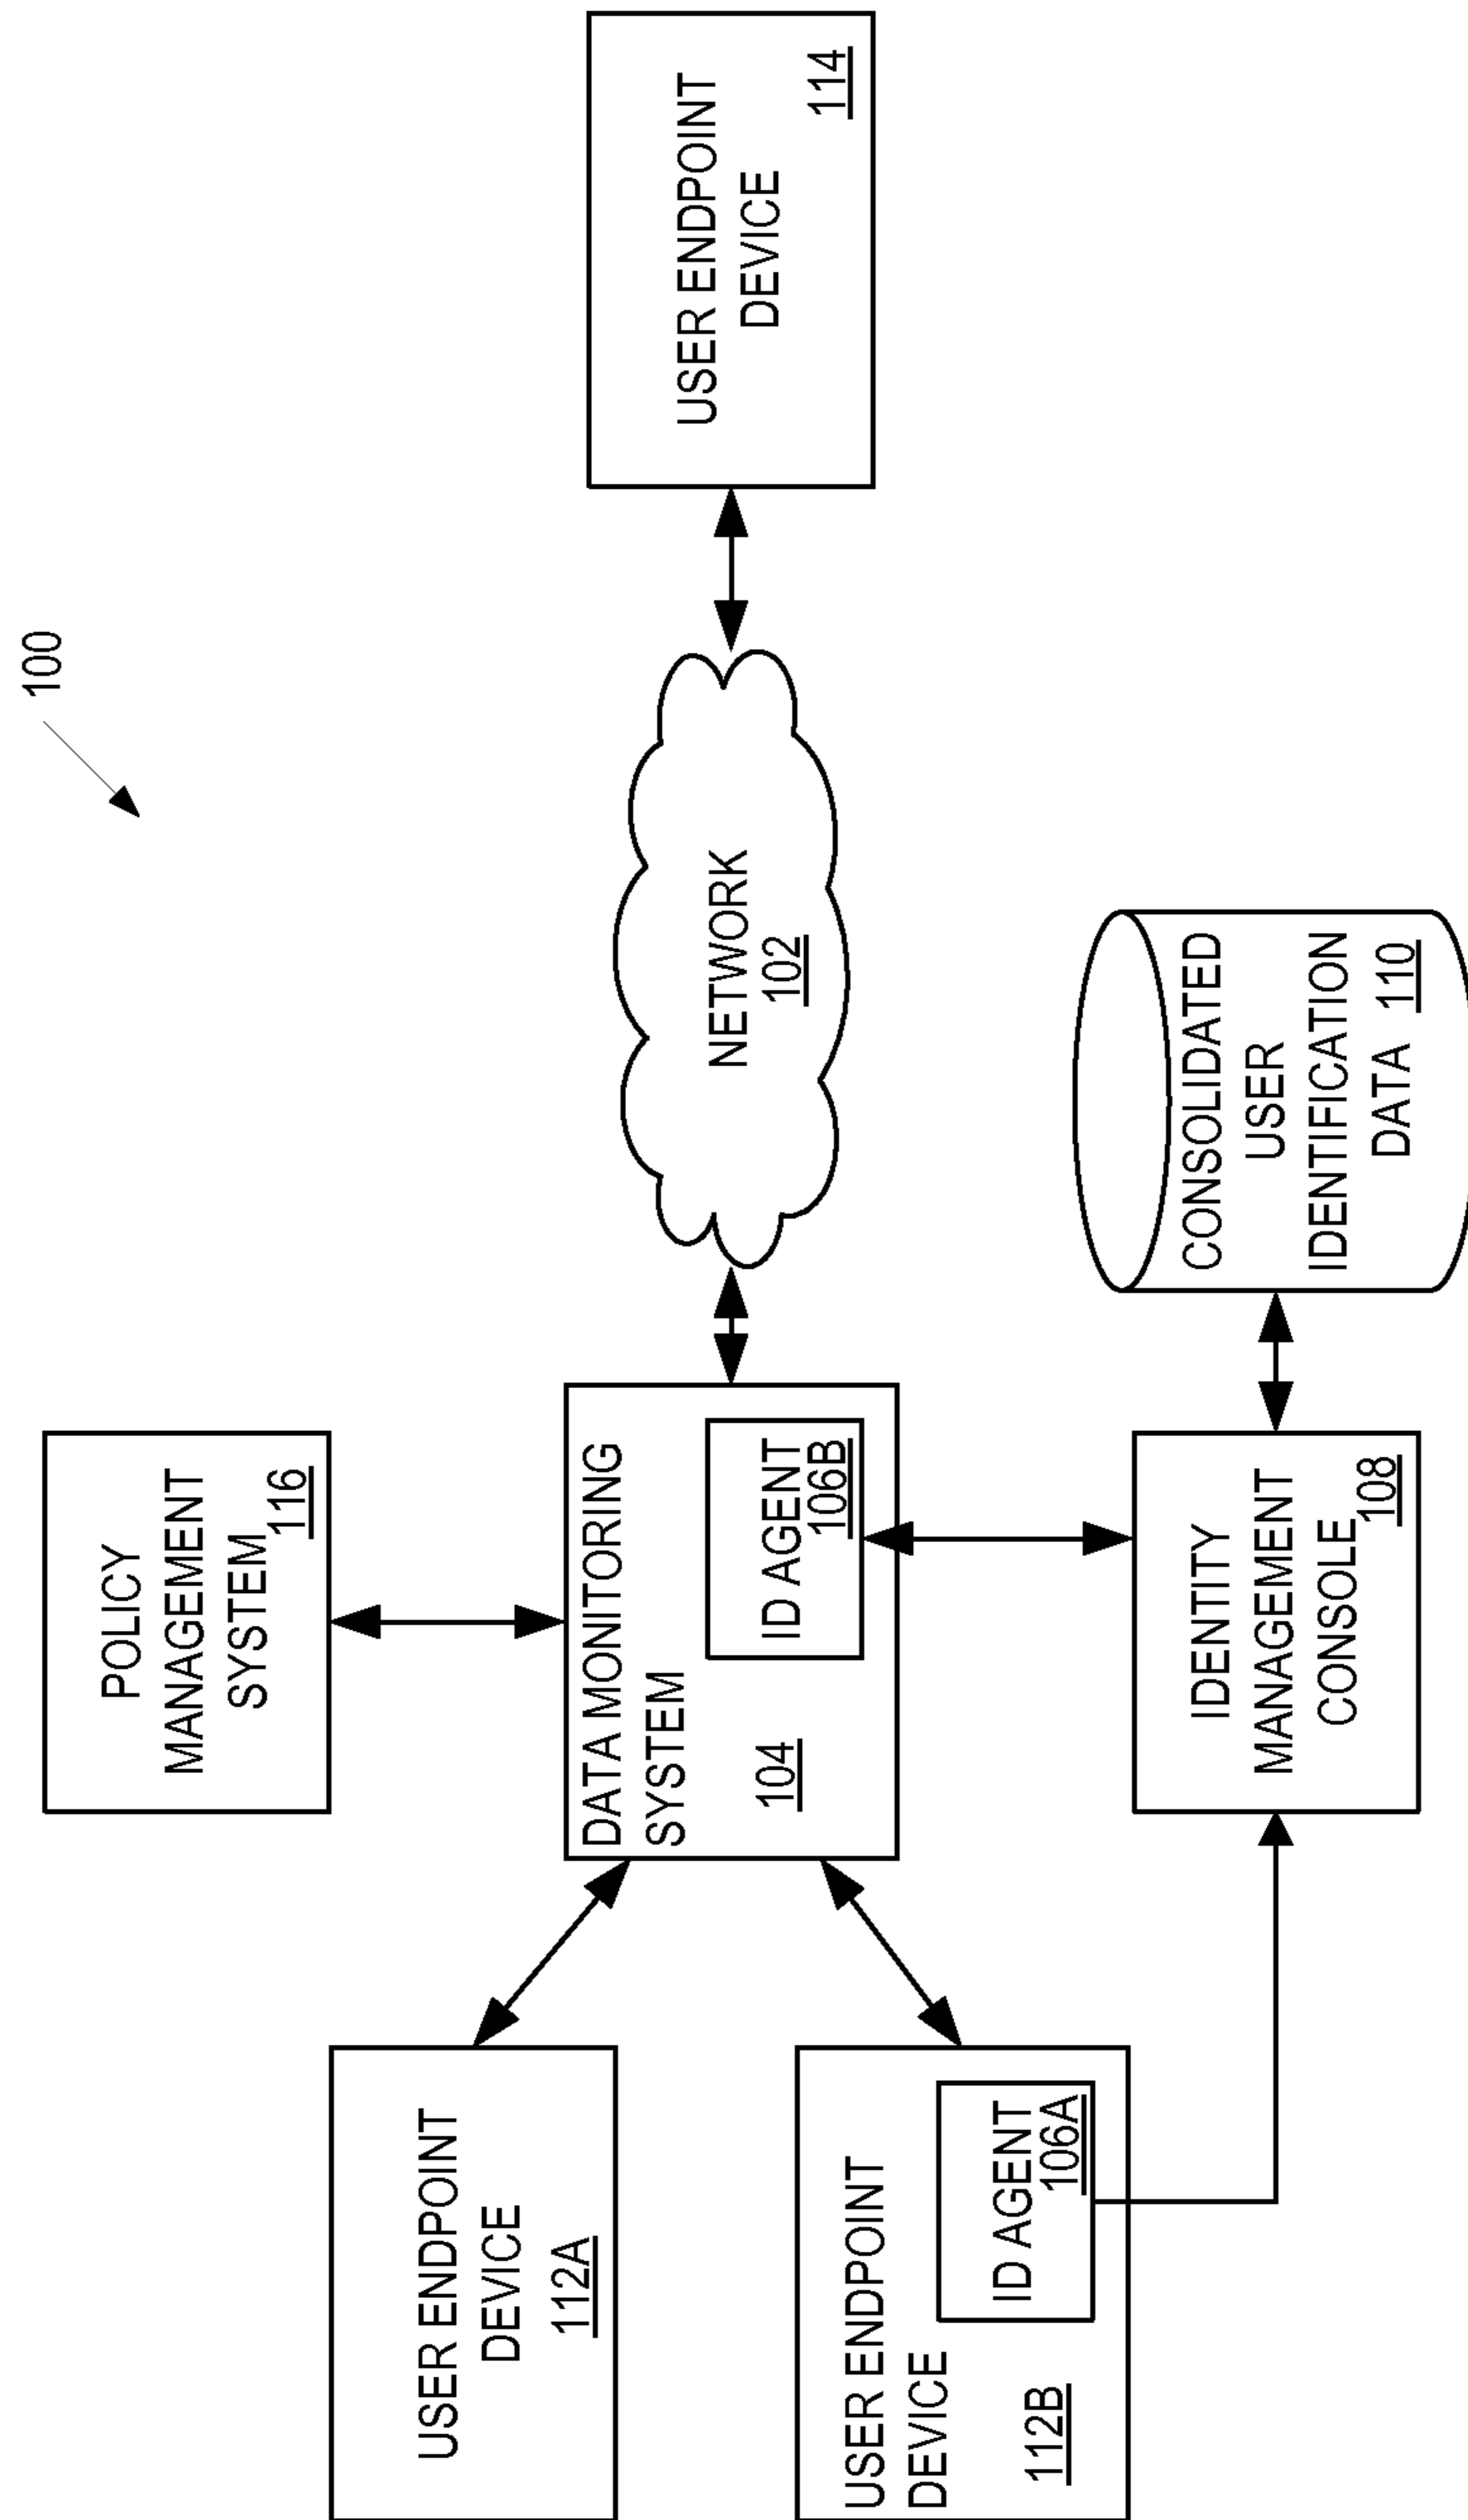 100
POLICY
MANAGEMENT
SYSTEM
116
USER ENDPOINT
DEVICE
112A
DATA MONITORING
SYSTEM
104
ID AGENT
106B
NETWORK
102
USER ENDPOINT
DEVICE
114
USER ENDPOINT
DEVICE
112B
ID AGENT
106A
IDENTITY
MANAGEMENT
CONSOLE
108
CONSOLIDATED
USER
IDENTIFICATION
DATA 110